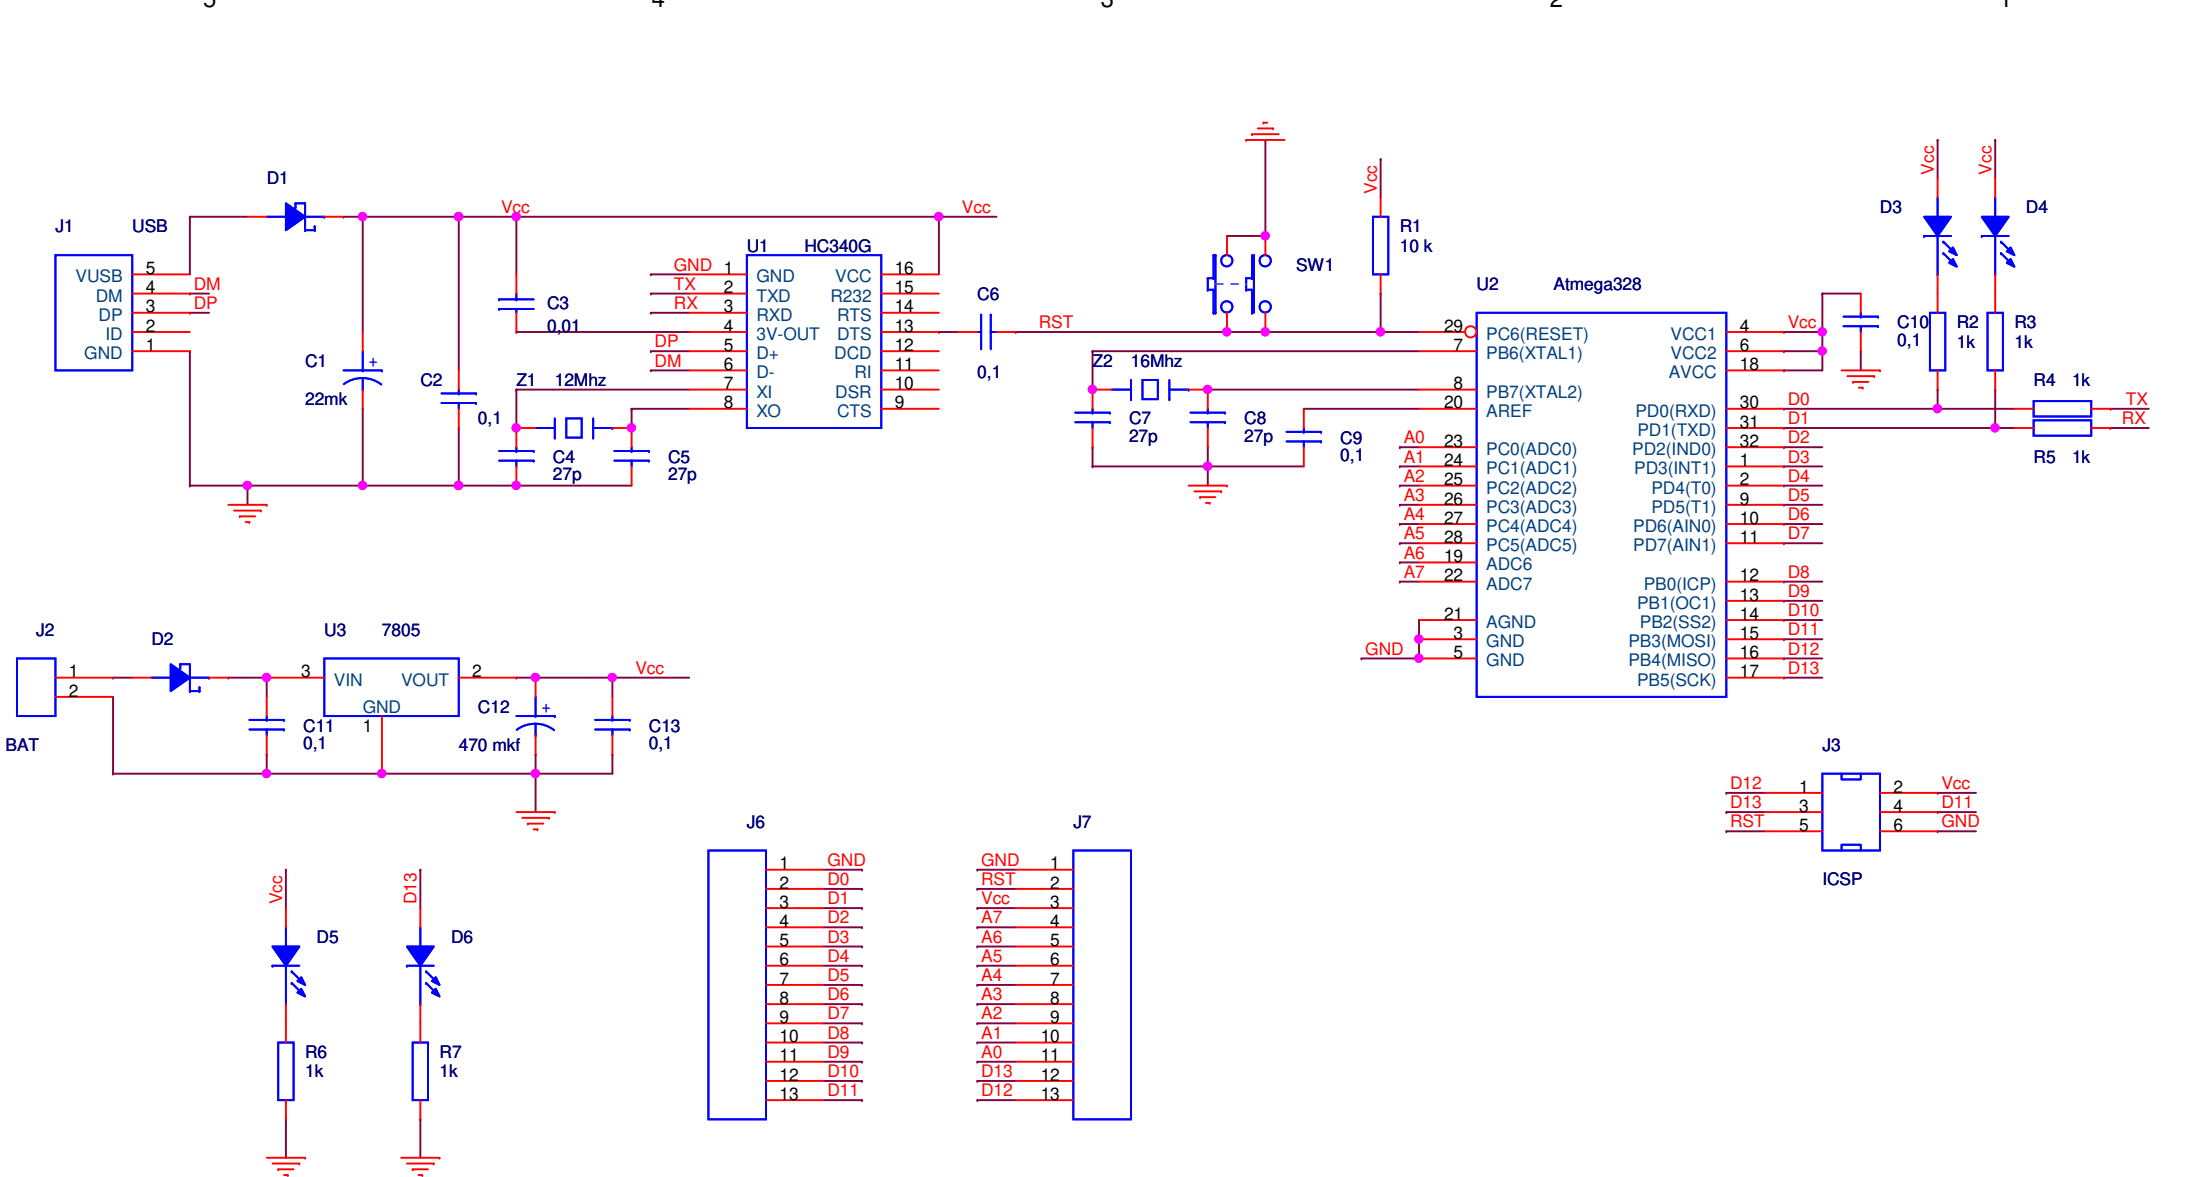 4
3
2
J1 USB
VUSB 5
DM 4 DM
DP 3 DP
ID 2
GND 1
D1
C1
+
22mk
C2
0,1
Vcc
C3
0,01
Z1 12Mhz
C4
27p
C5
27p
U1 HC340G
GND 1 GND VCC 16
TX 2 TXD R232 15
RX 3 RXD RTS 14
4 3V-OUT DTS 13
DP 5 D+ DCD 12
DM 6 D- RI 11
7 XI DSR 10
8 XO CTS 9
Vcc
C6
0,1
RST
SW1
Vcc
R1
10 k
Z2 16Mhz
C7
27p
C8
27p
C9
0,1
U2 Atmega328
29 PC6(RESET) VCC1 4 Vcc
7 PB6(XTAL1) VCC2 6
AVCC 18
8 PB7(XTAL2)
20 AREF PD0(RXD) 30 D0
PD1(TXD) 31 D1
A0 23 PC0(ADC0) PD2(IND0) 32 D2
A1 24 PC1(ADC1) PD3(INT1) 1 D3
A2 25 PC2(ADC2) PD4(T0) 2 D4
A3 26 PC3(ADC3) PD5(T1) 9 D5
A4 27 PC4(ADC4) PD6(AIN0) 10 D6
A5 28 PC5(ADC5) PD7(AIN1) 11 D7
A6 19 ADC6
A7 22 ADC7 PB0(ICP) 12 D8
PB1(OC1) 13 D9
21 AGND PB2(SS2) 14 D10
3 GND PB3(MOSI) 15 D11
GND 5 GND PB4(MISO) 16 D12
PB5(SCK) 17 D13
Vcc
Vcc
D3
D4
C10
0,1
R2
1k
R3
1k
R4 1k
TX
RX
R5 1k
J2
1
2
BAT
D2
C11
0,1
U3 7805
3 VIN VOUT 2
GND
1
C12
+
470 mkf
C13
0,1
Vcc
Vcc
D5
R6
1k
D13
D6
R7
1k
J6
1 GND
2 D0
3 D1
4 D2
5 D3
6 D4
7 D5
8 D6
9 D7
10 D8
11 D9
12 D10
13 D11
J7
GND 1
RST 2
Vcc 3
A7 4
A6 5
A5 6
A4 7
A3 8
A2 9
A1 10
A0 11
D13 12
D12 13
J3
D12 1 2 Vcc
D13 3 4 D11
RST 5 6 GND
ICSP